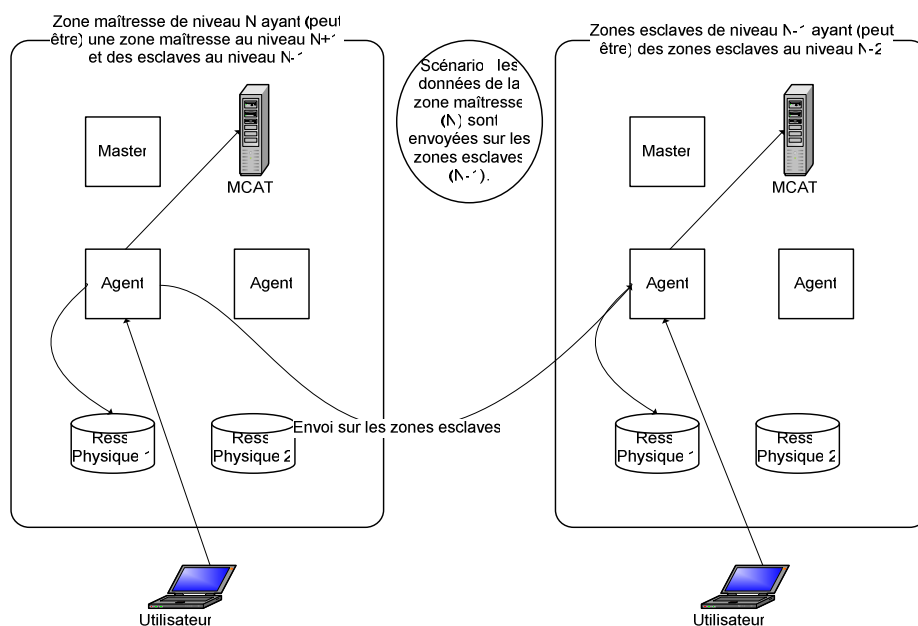 Zone maîtresse de niveau N ayant (peut
être) une zone maîtresse au niveau N+1
et des esclaves au niveau N-1
Zones esclaves de niveau N-1 ayant (peut
être) des zones esclaves au niveau N-2
Scénario les
données de la
zone maîtresse
(N) sont
envoyées sur les
zones esclaves
(N-1).
Master
MCAT
Agent
Agent
Ress
Physique 1
Ress
Physique 2
Envoi sur les zones esclaves
Utilisateur
Master
MCAT
Agent
Agent
Ress
Physique 1
Ress
Physique 2
Utilisateur